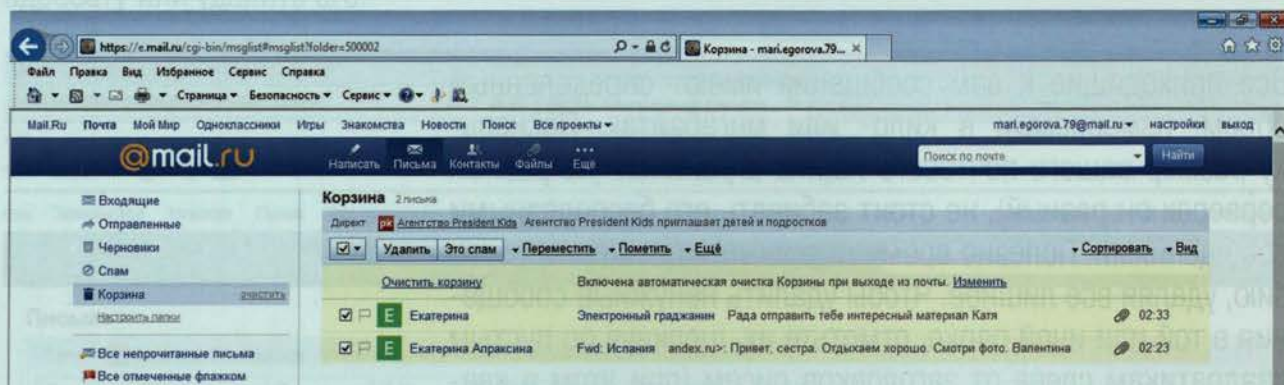 https://e.mail.ru/cgi-bin/msglist#msglist?folder=500002
Корзина - mari.egorova.79...
Файл Правка Вид Избранное Сервис Справка
Страница Безопасность Сервис
Mail.Ru Почта Мой Мир Одноклассники Игры Знакомства Новости Поиск Все проекты mari.egorova.79@mail.ru настройки выход
@mail.ru Написать Письма Контакты Файлы Ещё Поиск по почте Найти
Входящие
Отправленные
Черновики
Спам
Корзина очистить
Настроить папки
Все непрочитанные письма
Все отмеченные флажком
Корзина 2 письма
Директ pk Агентство President Kids Агентство President Kids приглашает детей и подростков
Удалить Это спам Переместить Пометить Ещё Сортировать Вид
Очистить корзину Включена автоматическая очистка Корзины при выходе из почты. Изменить
Е Екатерина Электронный граджанин Рада отправить тебе интересный материал Катя 02:33
Е Екатерина Апраксина Fwd: Испания andex.ru>: Привет, сестра. Отдыхаем хорошо. Смотри фото. Валентина 02:23